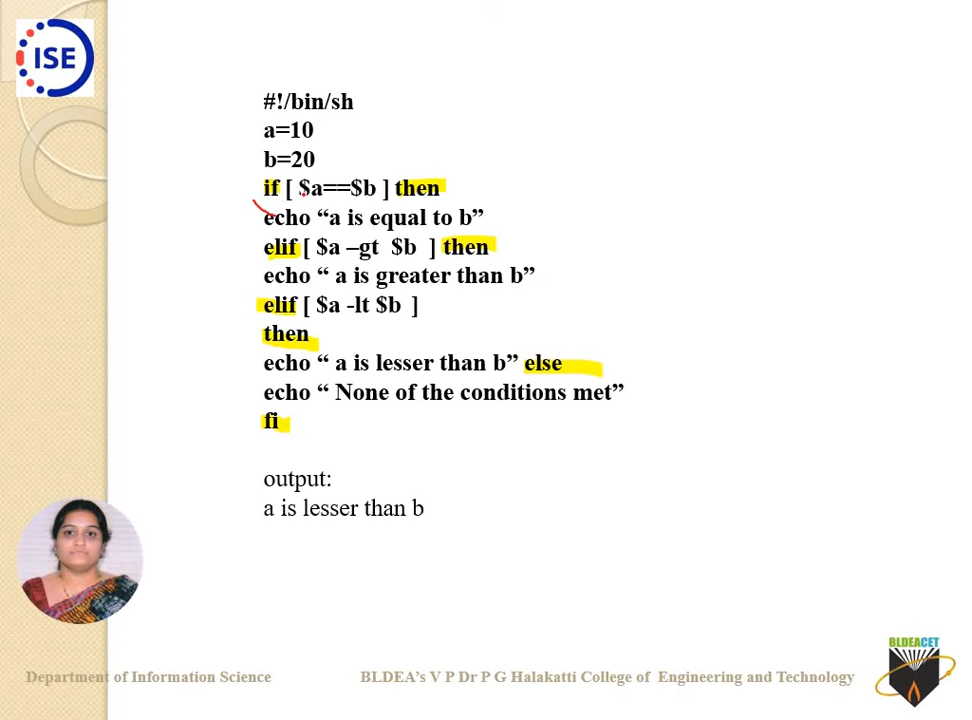 ISE
#!/bin/sh
a=10
b=20
if [ $a==$b ] then
echo “a is equal to b”
elif [ $a –gt  $b  ] then
echo “ a is greater than b”
elif [ $a -lt $b  ]
then
echo “ a is lesser than b” else
echo “ None of the conditions met”
fi
output:
a is lesser than b
BLDEACET
Department of Information Science
BLDEA’s V P Dr P G Halakatti College of  Engineering and Technology